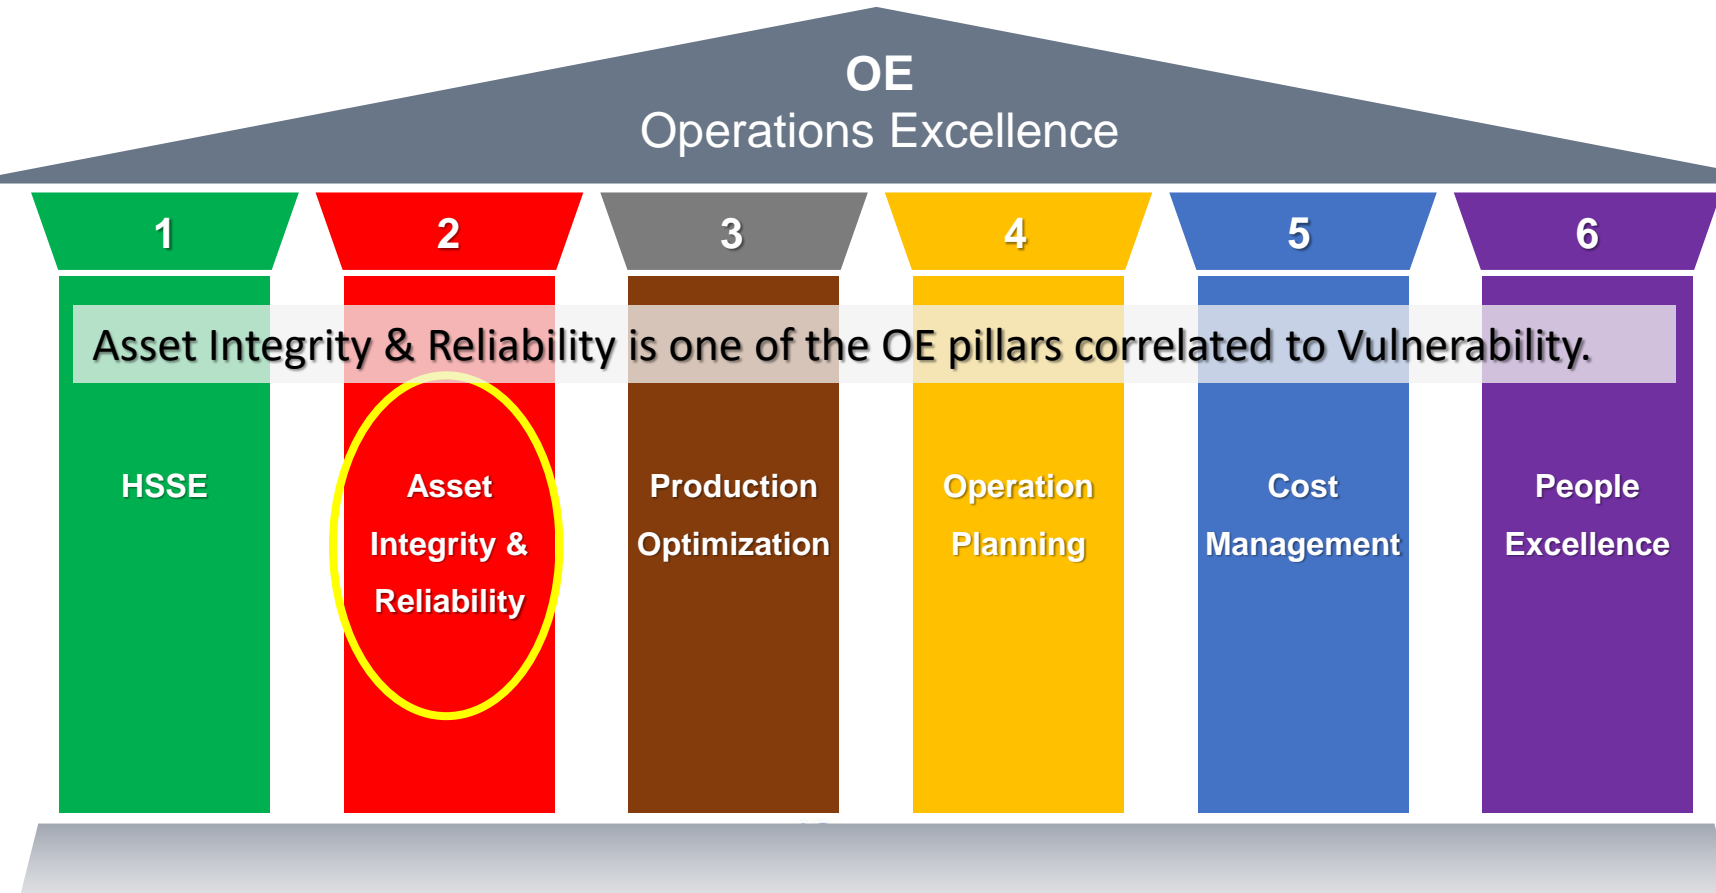 OE
Operations Excellence
1
2
3
4
5
6
Asset Integrity & Reliability is one of the OE pillars correlated to Vulnerability.
HSSE
Asset
Integrity &
Reliability
Production
Optimization
Operation
Planning
Cost
Management
People
Excellence